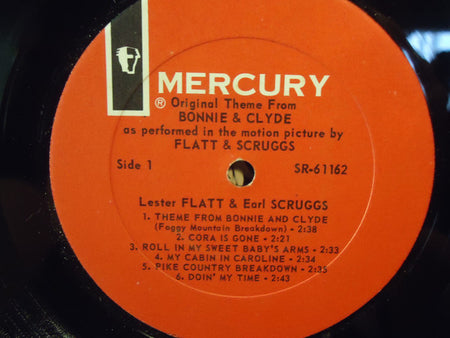 MERCURY
® Original Theme From
BONNIE & CLYDE
as performed in the motion picture by
FLATT & SCRUGGS
Side 1 SR-61162
Lester FLATT & Earl SCRUGGS
1. THEME FROM BONNIE AND CLYDE
(Foggy Mountain Breakdown) - 2:38
2. CORA IS GONE - 2:21
3. ROLL IN MY SWEET BABY'S ARMS - 2:33
4. MY CABIN IN CAROLINE - 2:34
5. PIKE COUNTRY BREAKDOWN - 2:35
6. DOIN' MY TIME - 2:43